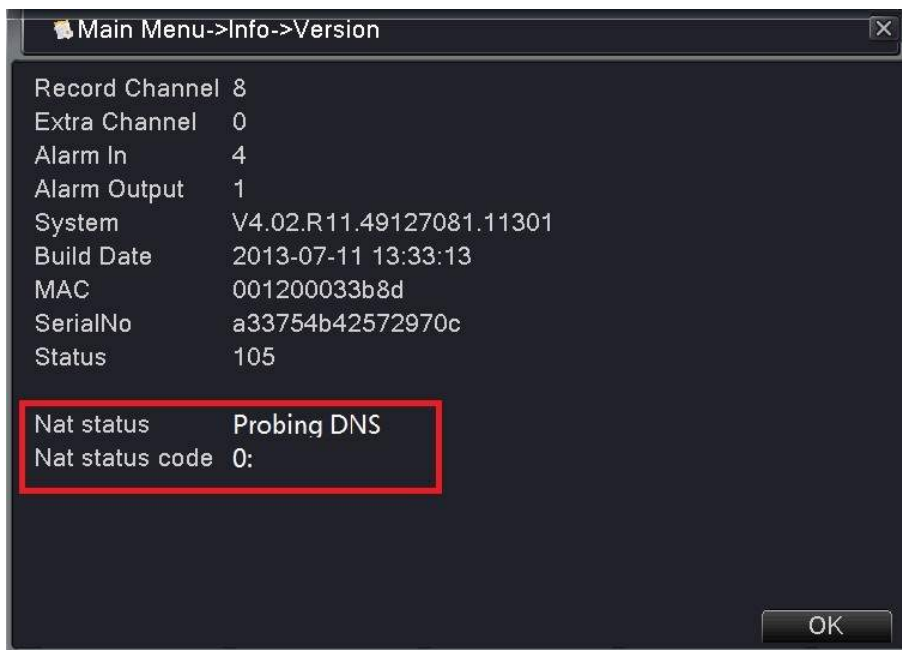 Main Menu->Info->Version
Record Channel 8
Extra Channel 0
Alarm In 4
Alarm Output 1
System V4.02.R11.49127081.11301
Build Date 2013-07-11 13:33:13
MAC 001200033b8d
SerialNo a33754b42572970c
Status 105
Nat status Probing DNS
Nat status code 0:
OK